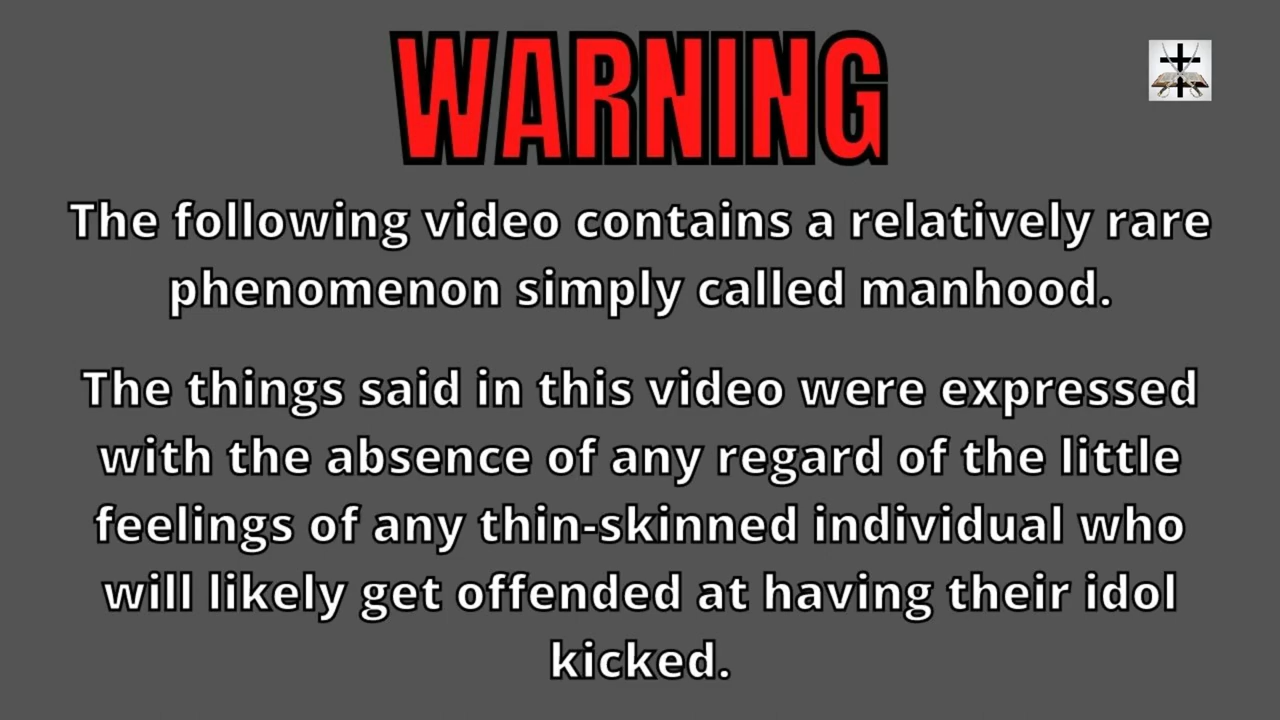 WARNING
The following video contains a relatively rare
phenomenon simply called manhood.
The things said in this video were expressed
with the absence of any regard of the little
feelings of any thin-skinned individual who
will likely get offended at having their idol
kicked.